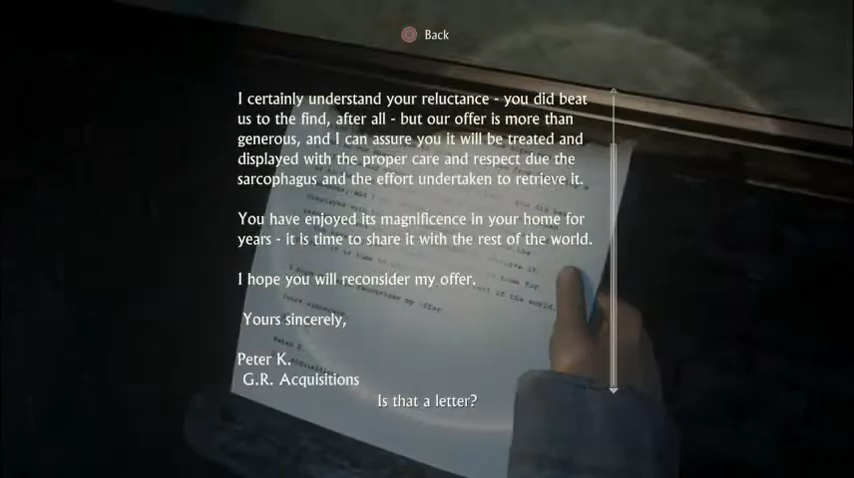 Back
I certainly understand your reluctance - you did beat
us to the find, after all - but our offer is more than
generous, and I can assure you it will be treated and
displayed with the proper care and respect due the
sarcophagus and the effort undertaken to retrieve it.
You have enjoyed its magnificence in your home for
years - it is time to share it with the rest of the world.
I hope you will reconsider my offer.
Yours sincerely,
Peter K.
G.R. Acquisitions
Is that a letter?